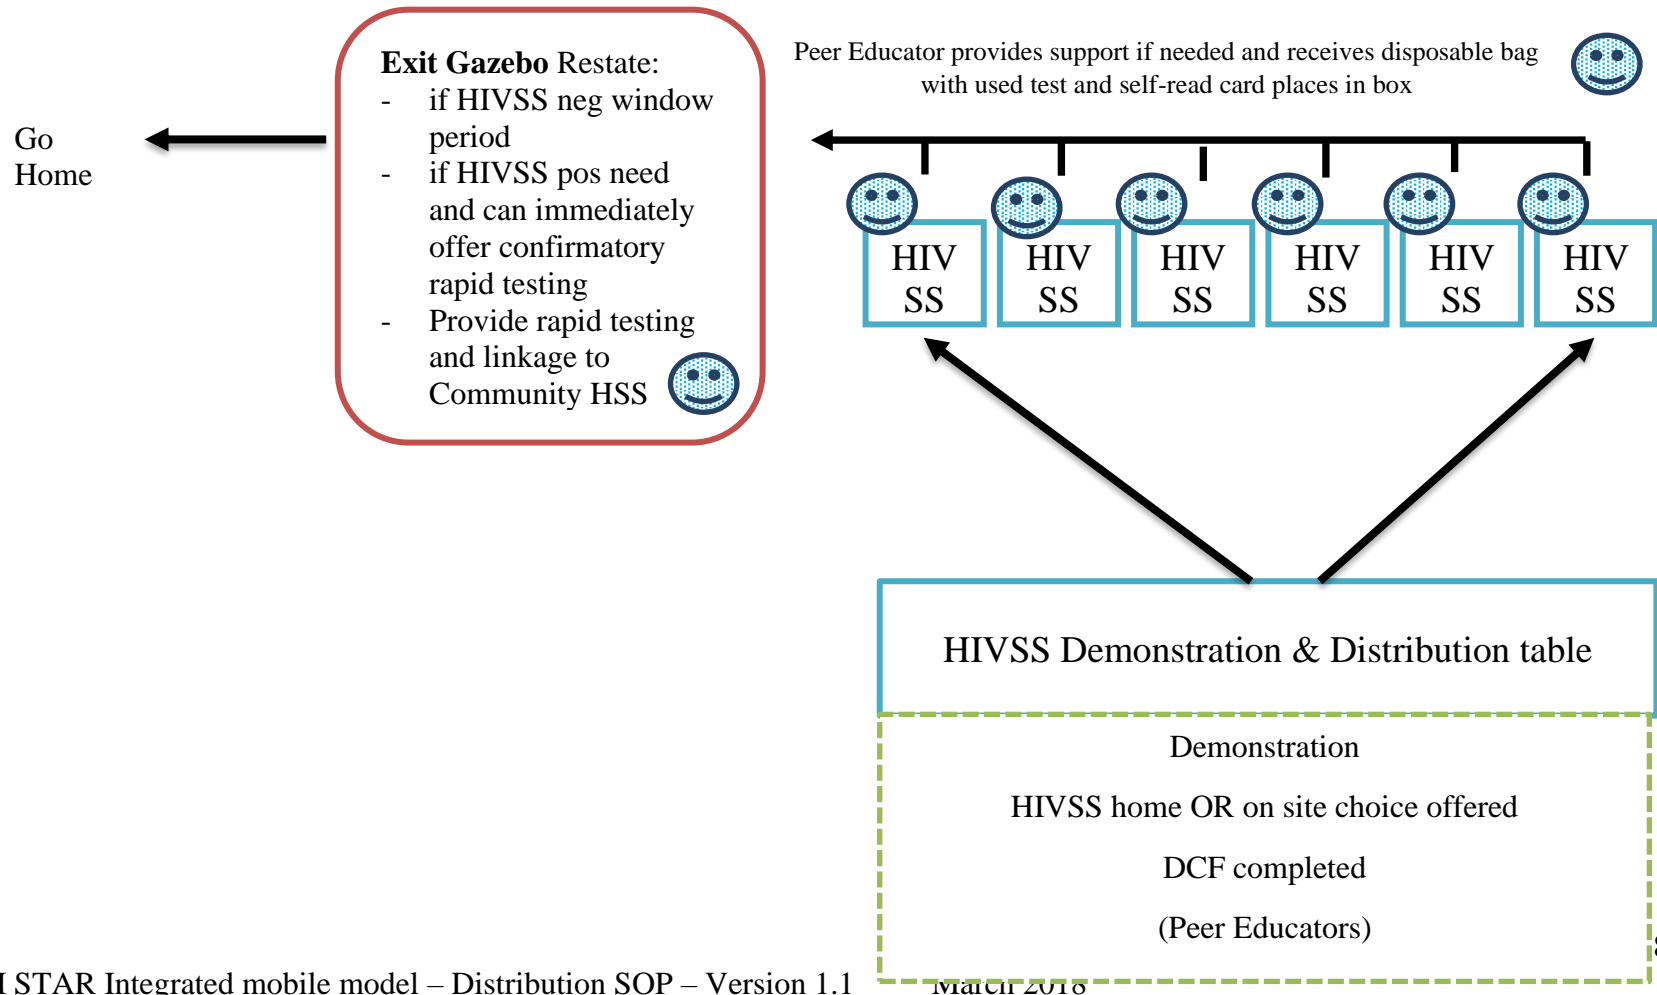 Peer Educator provides support if needed and receives disposable bag
with used test and self-read card places in box
Go
Home
Exit Gazebo Restate:
- if HIVSS neg window
period
- if HIVSS pos need
and can immediately
offer confirmatory
rapid testing
- Provide rapid testing
and linkage to
Community HSS
HIV
SS
HIV
SS
HIV
SS
HIV
SS
HIV
SS
HIV
SS
HIVSS Demonstration & Distribution table
Demonstration
HIVSS home OR on site choice offered
DCF completed
(Peer Educators)
STAR Integrated mobile model – Distribution SOP – Version 1.1 March 2018